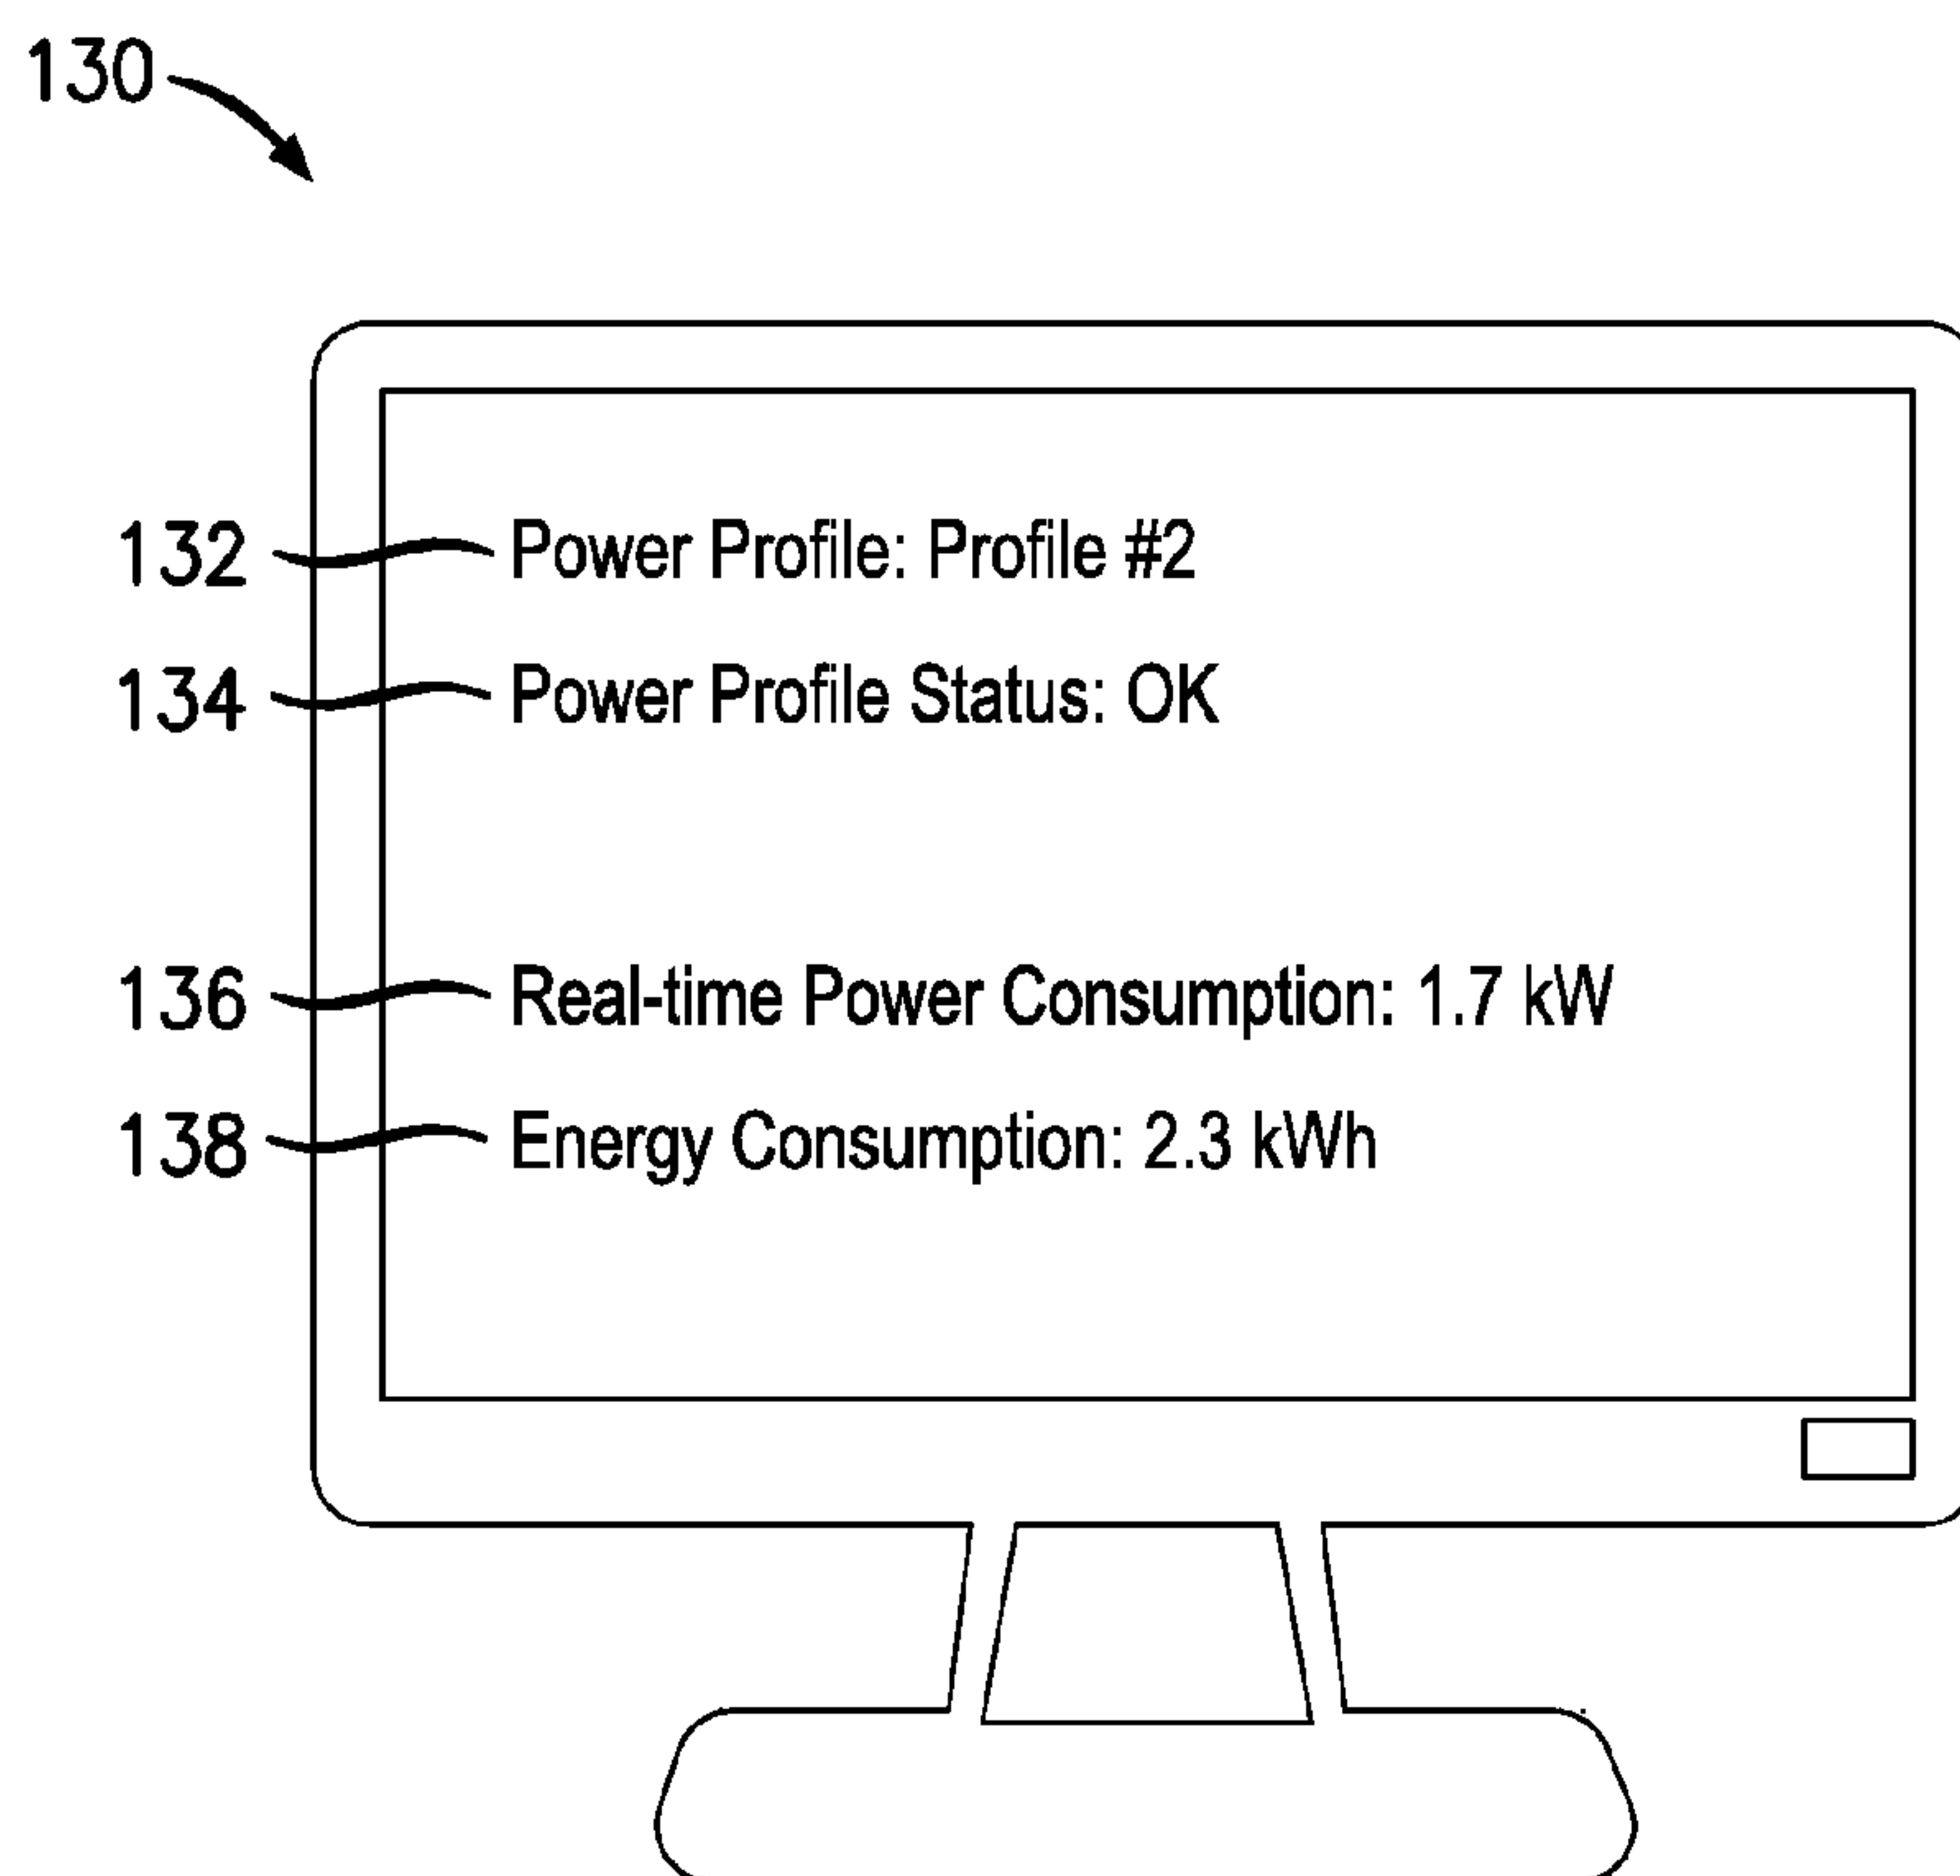 130
132 Power Profile: Profile #2
134 Power Profile Status: OK
136 Real-time Power Consumption: 1.7 kW
138 Energy Consumption: 2.3 kWh